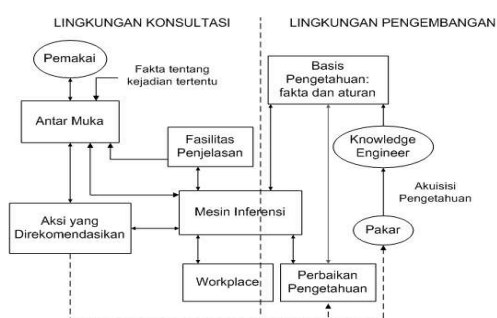 LINGKUNGAN KONSULTASI
LINGKUNGAN PENGEMBANGAN
Pemakai
Fakta tentang
kejadian tertentu
Basis
Pengetahuan:
fakta dan aturan
Antar Muka
Fasilitas
Penjelasan
Knowledge
Engineer
Akuisisi
Pengetahuan
Aksi yang
Direkomendasikan
Mesin Inferensi
Pakar
Workplace
Perbaikan
Pengetahuan